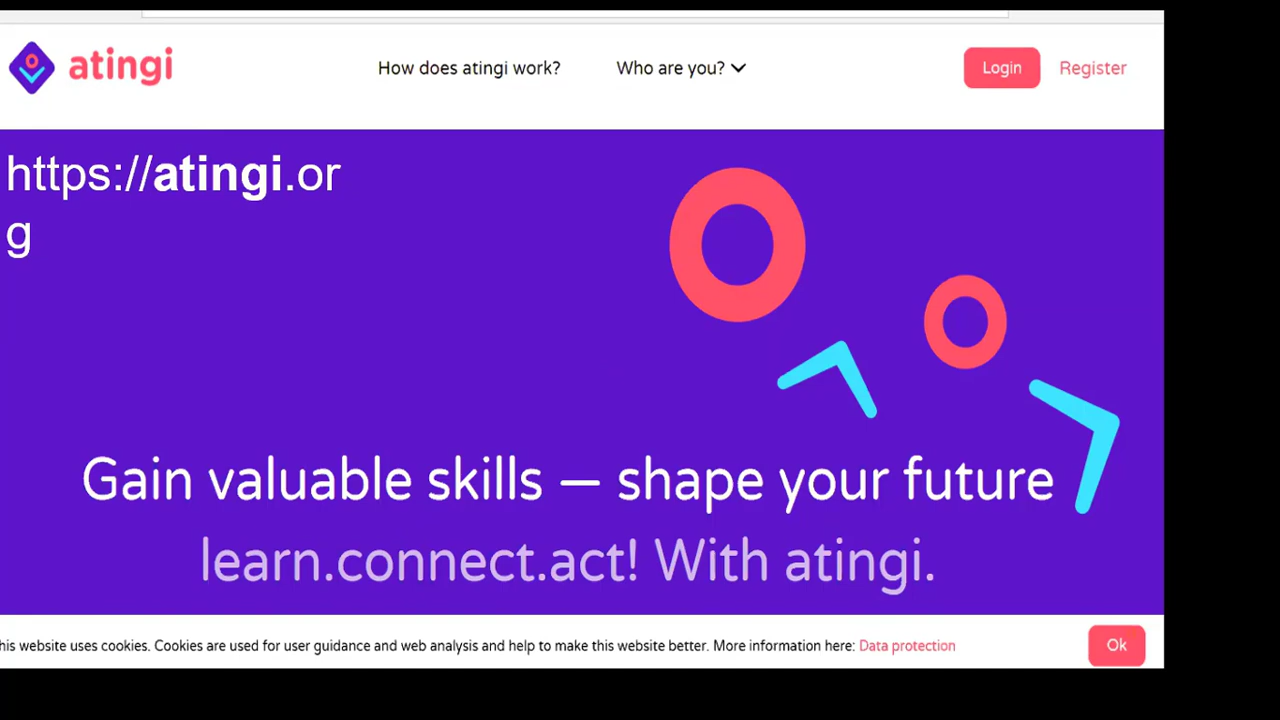 atingi
How does atingi work?
Who are you?
Login
Register
https://atingi.or
g
Gain valuable skills — shape your future
learn.connect.act! With atingi.
his website uses cookies. Cookies are used for user guidance and web analysis and help to make this website better. More information here: Data protection
Ok